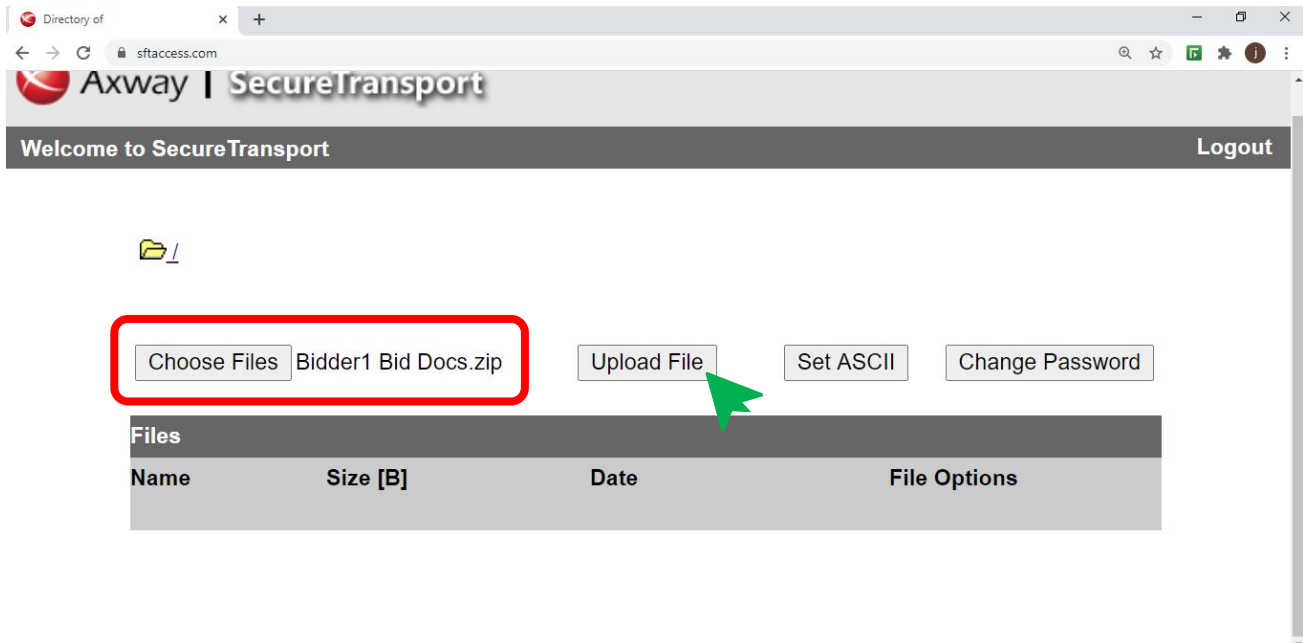 Directory of
sftaccess.com
j
Axway | SecureTransport
Welcome to SecureTransport Logout
/
Choose Files Bidder1 Bid Docs.zip Upload File Set ASCII Change Password
Files
Name Size [B] Date File Options